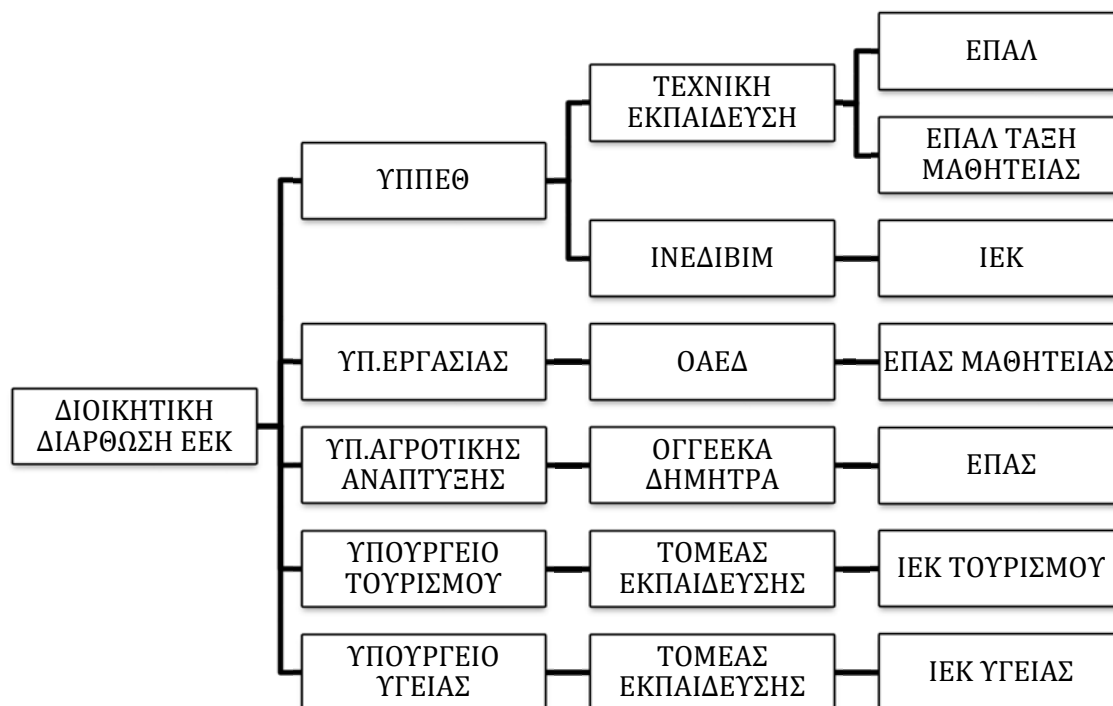 ΔΙΟΙΚΗΤΙΚΗ
ΔΙΑΡΘΩΣΗ ΕΕΚ
ΥΠΠΕΘ
ΤΕΧΝΙΚΗ
ΕΚΠΑΙΔΕΥΣΗ
ΕΠΑΛ
ΕΠΑΛ ΤΑΞΗ
ΜΑΘΗΤΕΙΑΣ
ΙΝΕΔΙΒΙΜ
ΙΕΚ
ΥΠ.ΕΡΓΑΣΙΑΣ
ΟΑΕΔ
ΕΠΑΣ ΜΑΘΗΤΕΙΑΣ
ΥΠ.ΑΓΡΟΤΙΚΗΣ
ΑΝΑΠΤΥΞΗΣ
ΟΓΓΕΕΚΑ
ΔΗΜΗΤΡΑ
ΕΠΑΣ
ΥΠΟΥΡΓΕΙΟ
ΤΟΥΡΙΣΜΟΥ
ΤΟΜΕΑΣ
ΕΚΠΑΙΔΕΥΣΗΣ
ΙΕΚ ΤΟΥΡΙΣΜΟΥ
ΥΠΟΥΡΓΕΙΟ
ΥΓΕΙΑΣ
ΤΟΜΕΑΣ
ΕΚΠΑΙΔΕΥΣΗΣ
ΙΕΚ ΥΓΕΙΑΣ